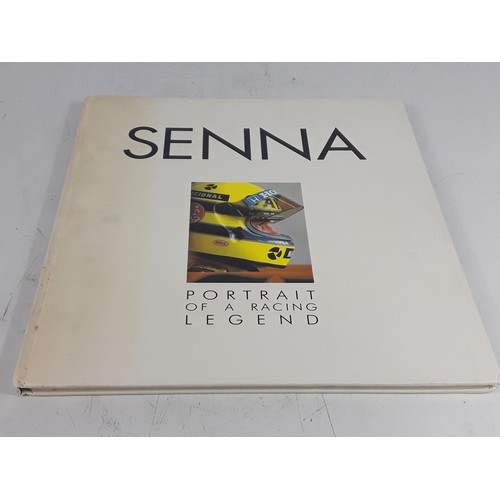 SENNA
PORTRAIT
OF A RACING
LEGEND